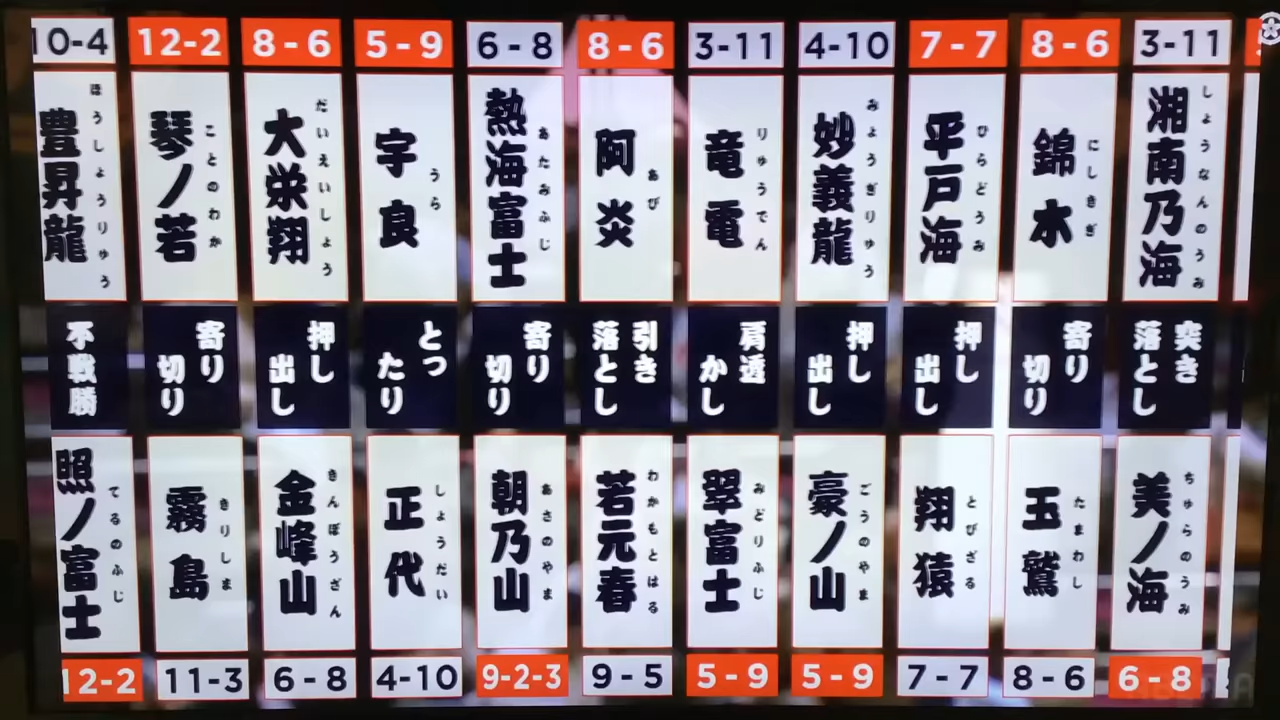 10-4
12-2
8-6
5-9
6-8
8-6
3-11
4-10
7-7
8-6
3-11
豊昇龍
ほうしょうりゅう
琴ノ若
ことのわか
大栄翔
だいえいしょう
宇良
うら
熱海富士
あたみふじ
阿炎
あび
竜電
りゅうでん
妙義龍
みょうぎりゅう
平戸海
ひらどうみ
錦木
にしきぎ
湘南乃海
しょうなんのうみ
不戦勝
寄り
切り
押し
出し
とっ
たり
寄り
切り
引き
落とし
肩透
かし
押し
出し
押し
出し
寄り
切り
突き
落とし
照ノ富士
てるのふじ
霧島
きりしま
金峰山
きんぼうざん
正代
しょうだい
朝乃山
あさのやま
若元春
わかもとはる
翠富士
みどりふじ
豪ノ山
ごうのやま
翔猿
とびざる
玉鷲
たまわし
美ノ海
ちゅらのうみ
12-2
11-3
6-8
4-10
9-2-3
9-5
5-9
5-9
7-7
8-6
6-8